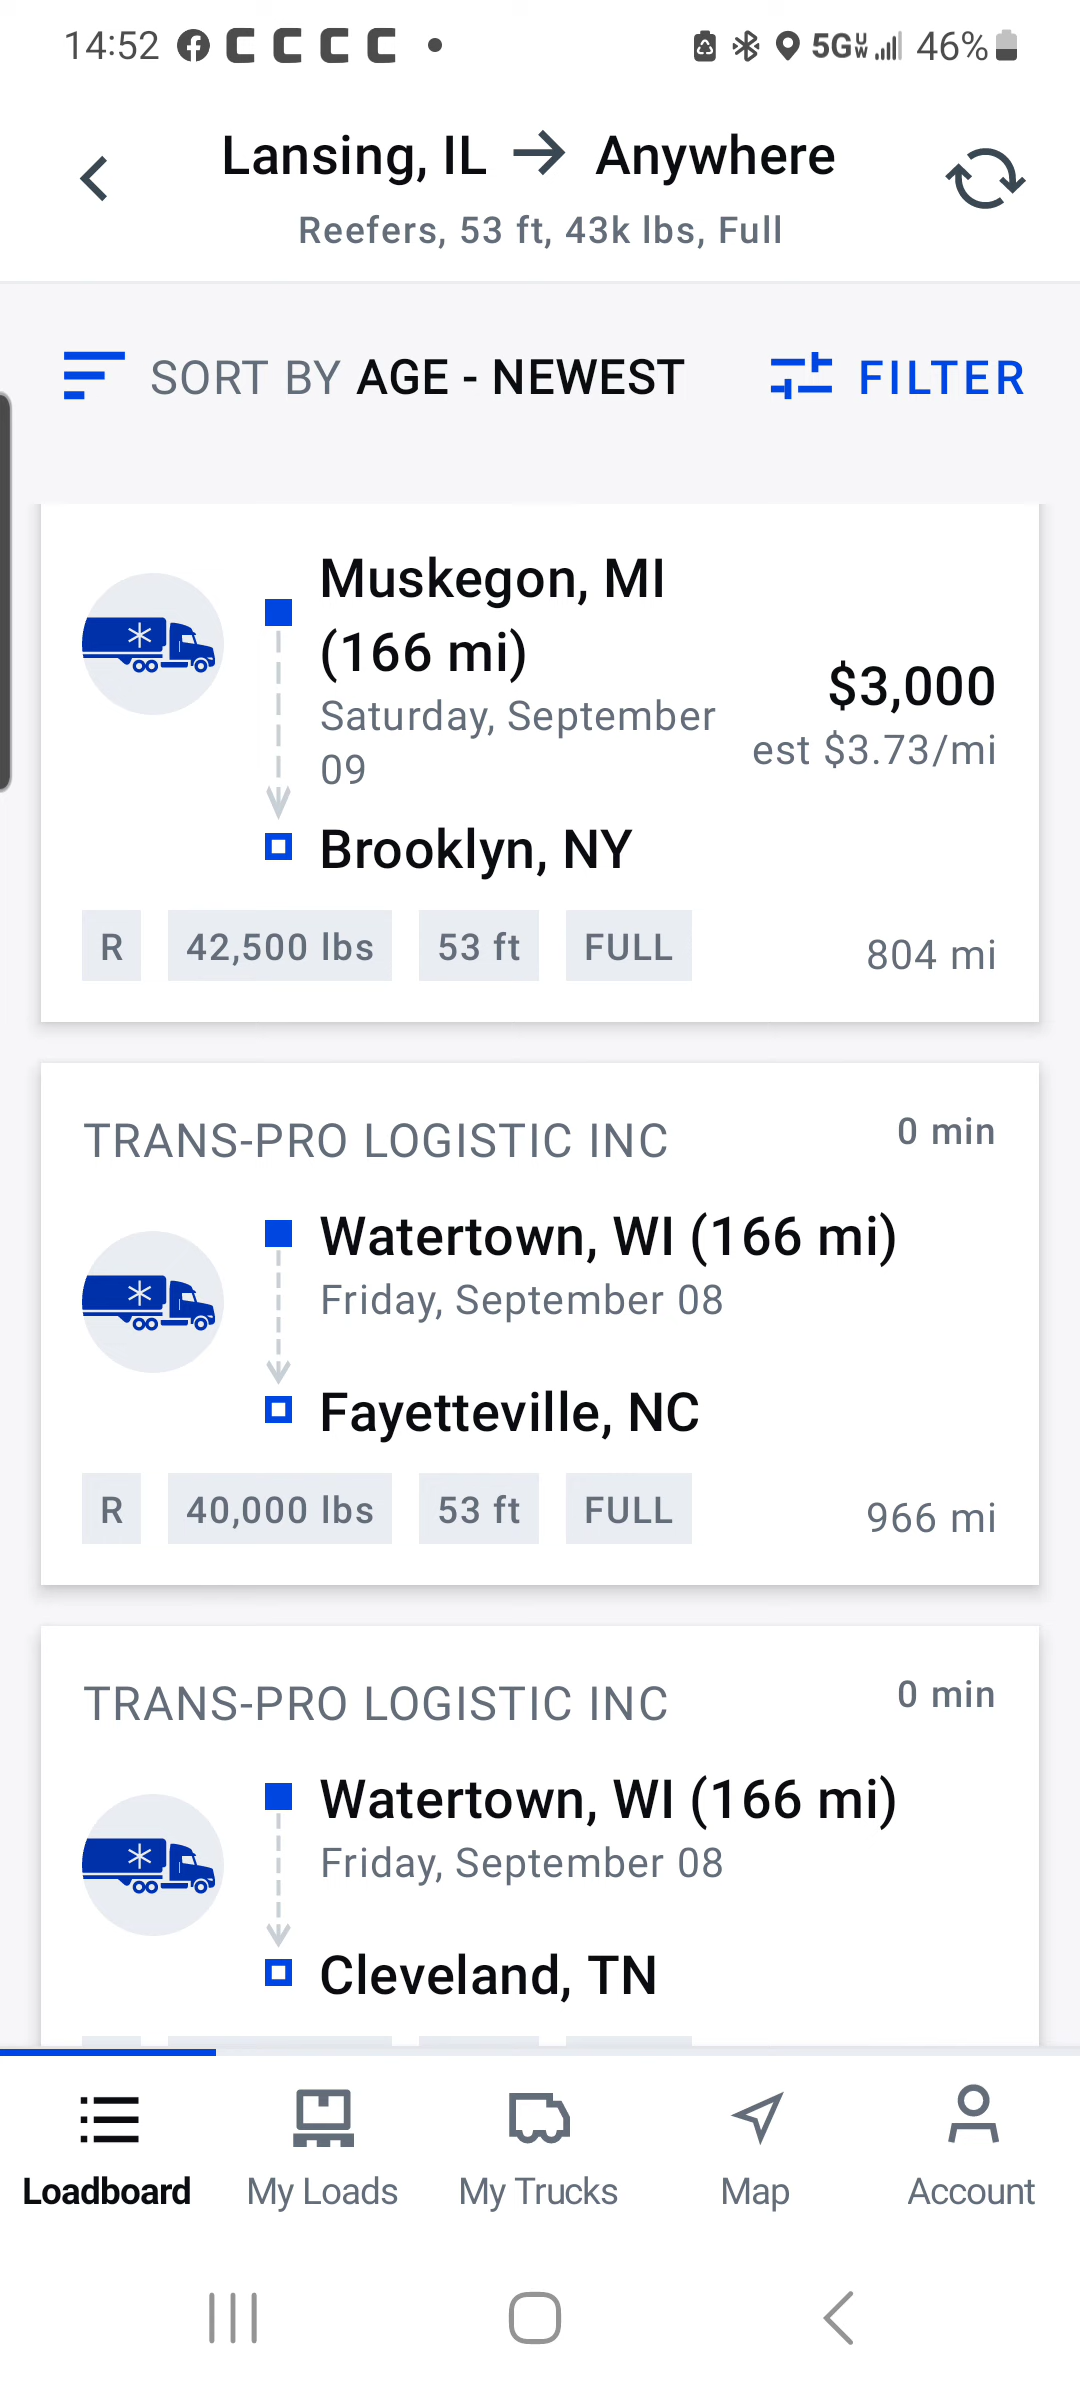 14:52 46%
5G
Lansing, IL → Anywhere
Reefers, 53 ft, 43k lbs, Full
SORT BY AGE - NEWEST FILTER
Muskegon, MI
(166 mi)
Saturday, September
09
$3,000
est $3.73/mi
Brooklyn, NY
R 42,500 lbs 53 ft FULL 804 mi
TRANS-PRO LOGISTIC INC 0 min
Watertown, WI (166 mi)
Friday, September 08
Fayetteville, NC
R 40,000 lbs 53 ft FULL 966 mi
TRANS-PRO LOGISTIC INC 0 min
Watertown, WI (166 mi)
Friday, September 08
Cleveland, TN
Loadboard My Loads My Trucks Map Account